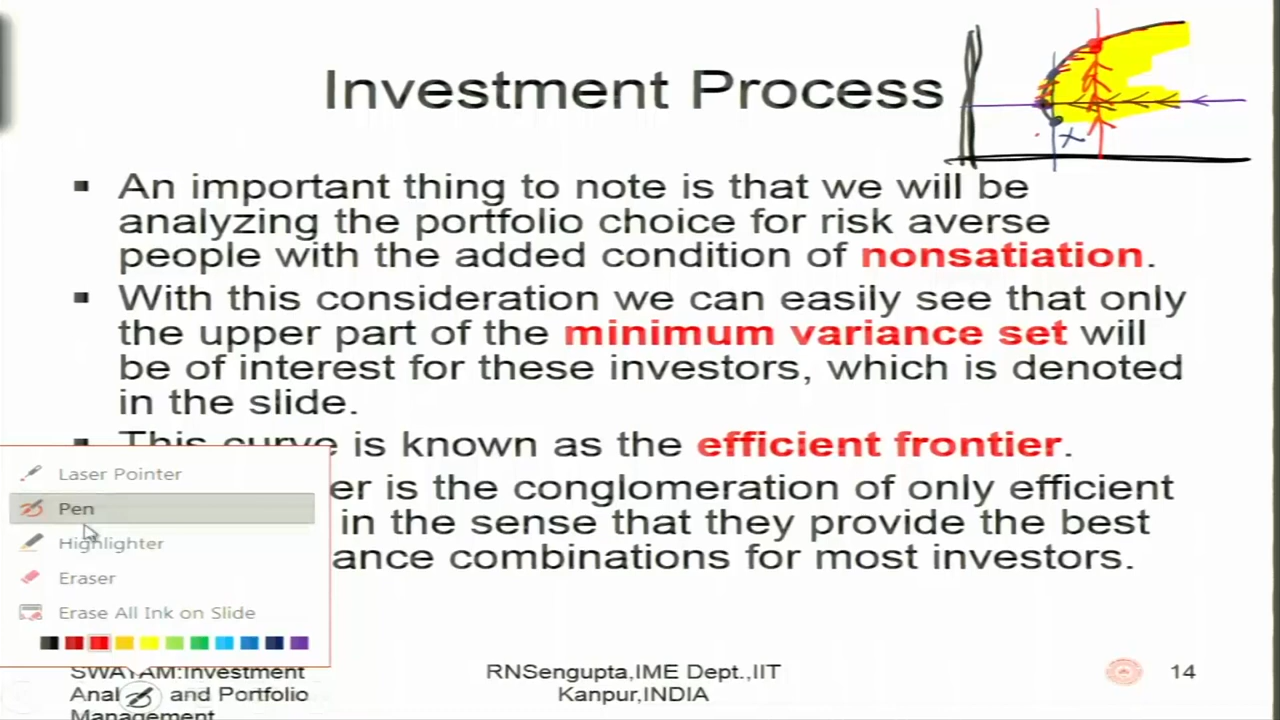 Investment Process
An important thing to note is that we will be
analyzing the portfolio choice for risk averse
people with the added condition of nonsatiation.
With this consideration we can easily see that only
the upper part of the minimum variance set will
be of interest for these investors, which is denoted
in the slide.
This curve is known as the efficient frontier.
er is the conglomeration of only efficient
in the sense that they provide the best
ance combinations for most investors.
Laser Pointer
Pen
Highlighter
Eraser
Erase All Ink on Slide
SWAYAM:Investment
Anal and Portfolio
Management
RNSengupta,IME Dept.,IIT
Kanpur,INDIA
14